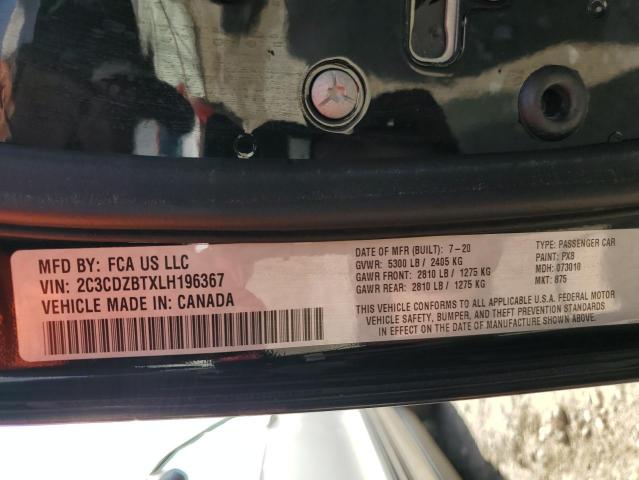 MFD BY: FCA US LLC
VIN: 2C3CDZBTXLH196367
VEHICLE MADE IN: CANADA
DATE OF MFR (BUILT): 7-20
GVWR: 5300 LB / 2405 KG
GAWR FRONT: 2810 LB / 1275 KG
GAWR REAR: 2810 LB / 1275 KG
TYPE: PASSENGER CAR
PAINT: PX8
MDH: 073010
MKT: 875
THIS VEHICLE CONFORMS TO ALL APPLICABLE U.S.A. FEDERAL MOTOR
VEHICLE SAFETY, BUMPER, AND THEFT PREVENTION STANDARDS
IN EFFECT ON THE DATE OF MANUFACTURE SHOWN ABOVE.